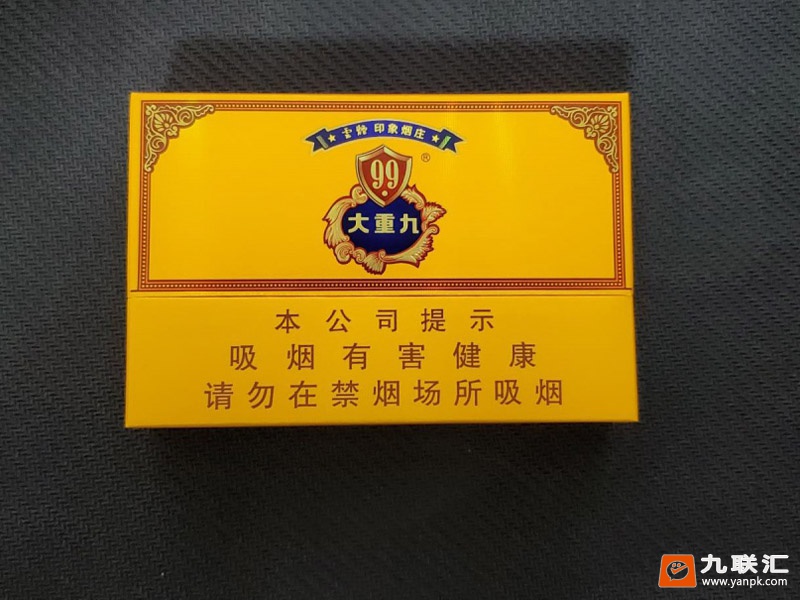 ★云烟 印象烟庄★
®
99
大重九
本公司提示
吸烟有害健康
请勿在禁烟场所吸烟
九联汇
www.yanpk.com